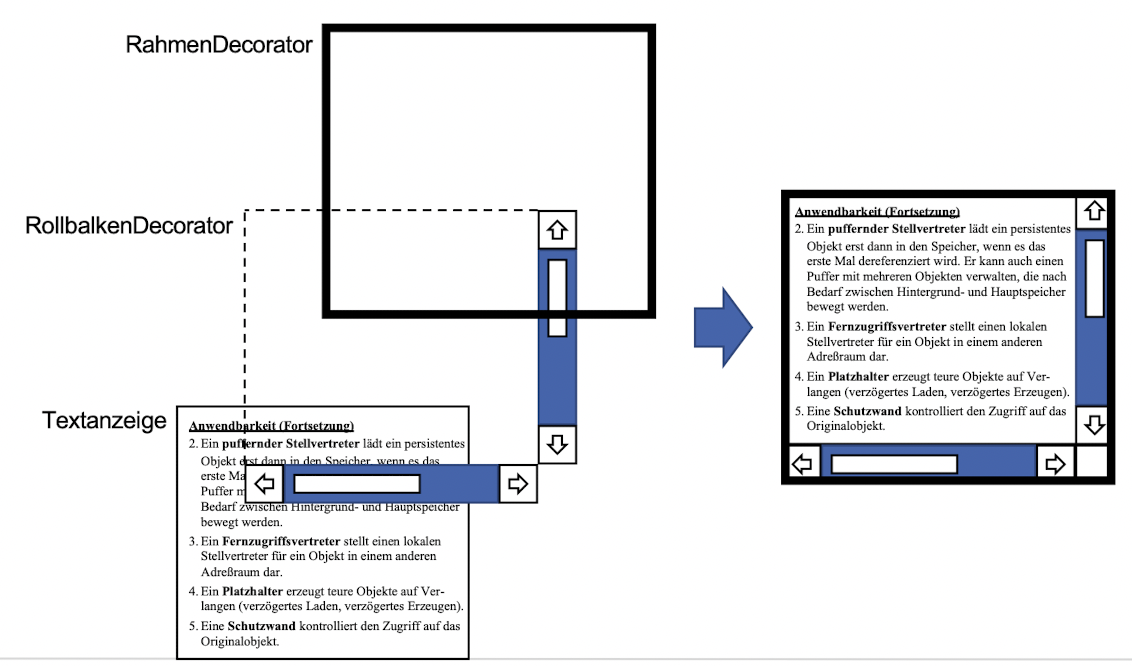 RahmenDecorator
RollbalkenDecorator
Textanzeige
Anwendbarkeit (Fortsetzung)
2. Ein puffernder Stellvertreter lädt ein persistentes
Objekt erst dann in den Speicher, wenn es das
erste Ma
Puffer m
Bedarf zwischen Hintergrund- und Hauptspeicher
bewegt werden.
3. Ein Fernzugriffsvertreter stellt einen lokalen
Stellvertreter für ein Objekt in einem anderen
Adreßraum dar.
4. Ein Platzhalter erzeugt teure Objekte auf Ver-
langen (verzögertes Laden, verzögertes Erzeugen).
5. Eine Schutzwand kontrolliert den Zugriff auf das
Originalobjekt.
Anwendbarkeit (Fortsetzung)
2. Ein puffernder Stellvertreter lädt ein persistentes
Objekt erst dann in den Speicher, wenn es das
erste Mal dereferenziert wird. Er kann auch einen
Puffer mit mehreren Objekten verwalten, die nach
Bedarf zwischen Hintergrund- und Hauptspeicher
bewegt werden.
3. Ein Fernzugriffsvertreter stellt einen lokalen
Stellvertreter für ein Objekt in einem anderen
Adreßraum dar.
4. Ein Platzhalter erzeugt teure Objekte auf Ver-
langen (verzögertes Laden, verzögertes Erzeugen).
5. Eine Schutzwand kontrolliert den Zugriff auf das
Originalobjekt.